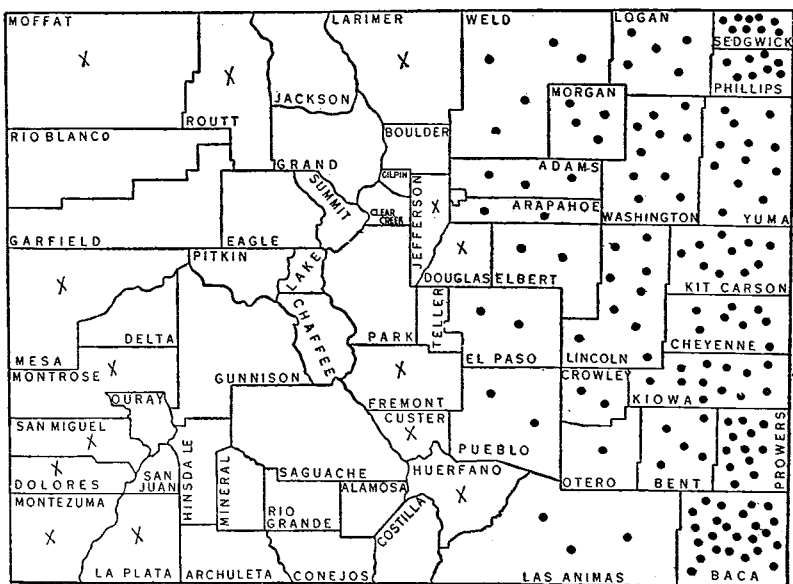 MOFFAT
LARIMER
WELD
LOGAN
SEDGWICK
PHILLIPS
X
X
X
JACKSON
MORGAN
ROUTT
RIO BLANCO
BOULDER
GRAND
ADAMS
GILPIN
SUMMIT
CLEAR
CREEK
JEFFERSON
X
ARAPAHOE
WASHINGTON
YUMA
GARFIELD
EAGLE
PITKIN
LAKE
X
DOUGLAS
ELBERT
KIT CARSON
X
CHAFFEE
TELLER
DELTA
PARK
CHEYENNE
MESA
EL PASO
LINCOLN
MONTROSE
X
GUNNISON
X
CROWLEY
OURAY
FREMONT
KIOWA
SAN MIGUEL
CUSTER
X
X
PUEBLO
PROWERS
HINSDALE
MINERAL
X
SAGUACHE
HUERFANO
DOLORES
SAN
JUAN
ALAMOSA
OTERO
BENT
MONTEZUMA
X
RIO
GRANDE
COSTILLA
X
X
LA PLATA
ARCHULETA
CONEJOS
LAS ANIMAS
BACA